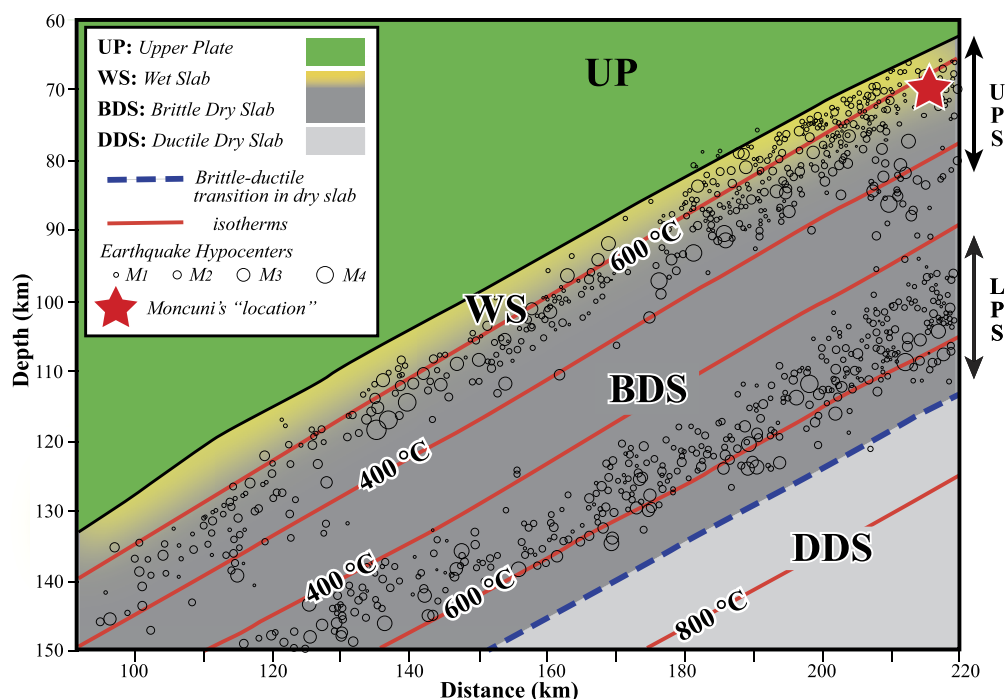 60
70
80
90
100
110
120
130
140
150
Depth (km)
UP: Upper Plate
WS: Wet Slab
BDS: Brittle Dry Slab
DDS: Ductile Dry Slab
Brittle-ductile
transition in dry slab
isotherms
Earthquake Hypocenters
M1 M2 M3 M4
Moncuni's “location”
UP
WS
BDS
DDS
600 °C
400 °C
400 °C
600 °C
800 °C
UPS
LPS
100 120 140 160 180 200 220
Distance (km)